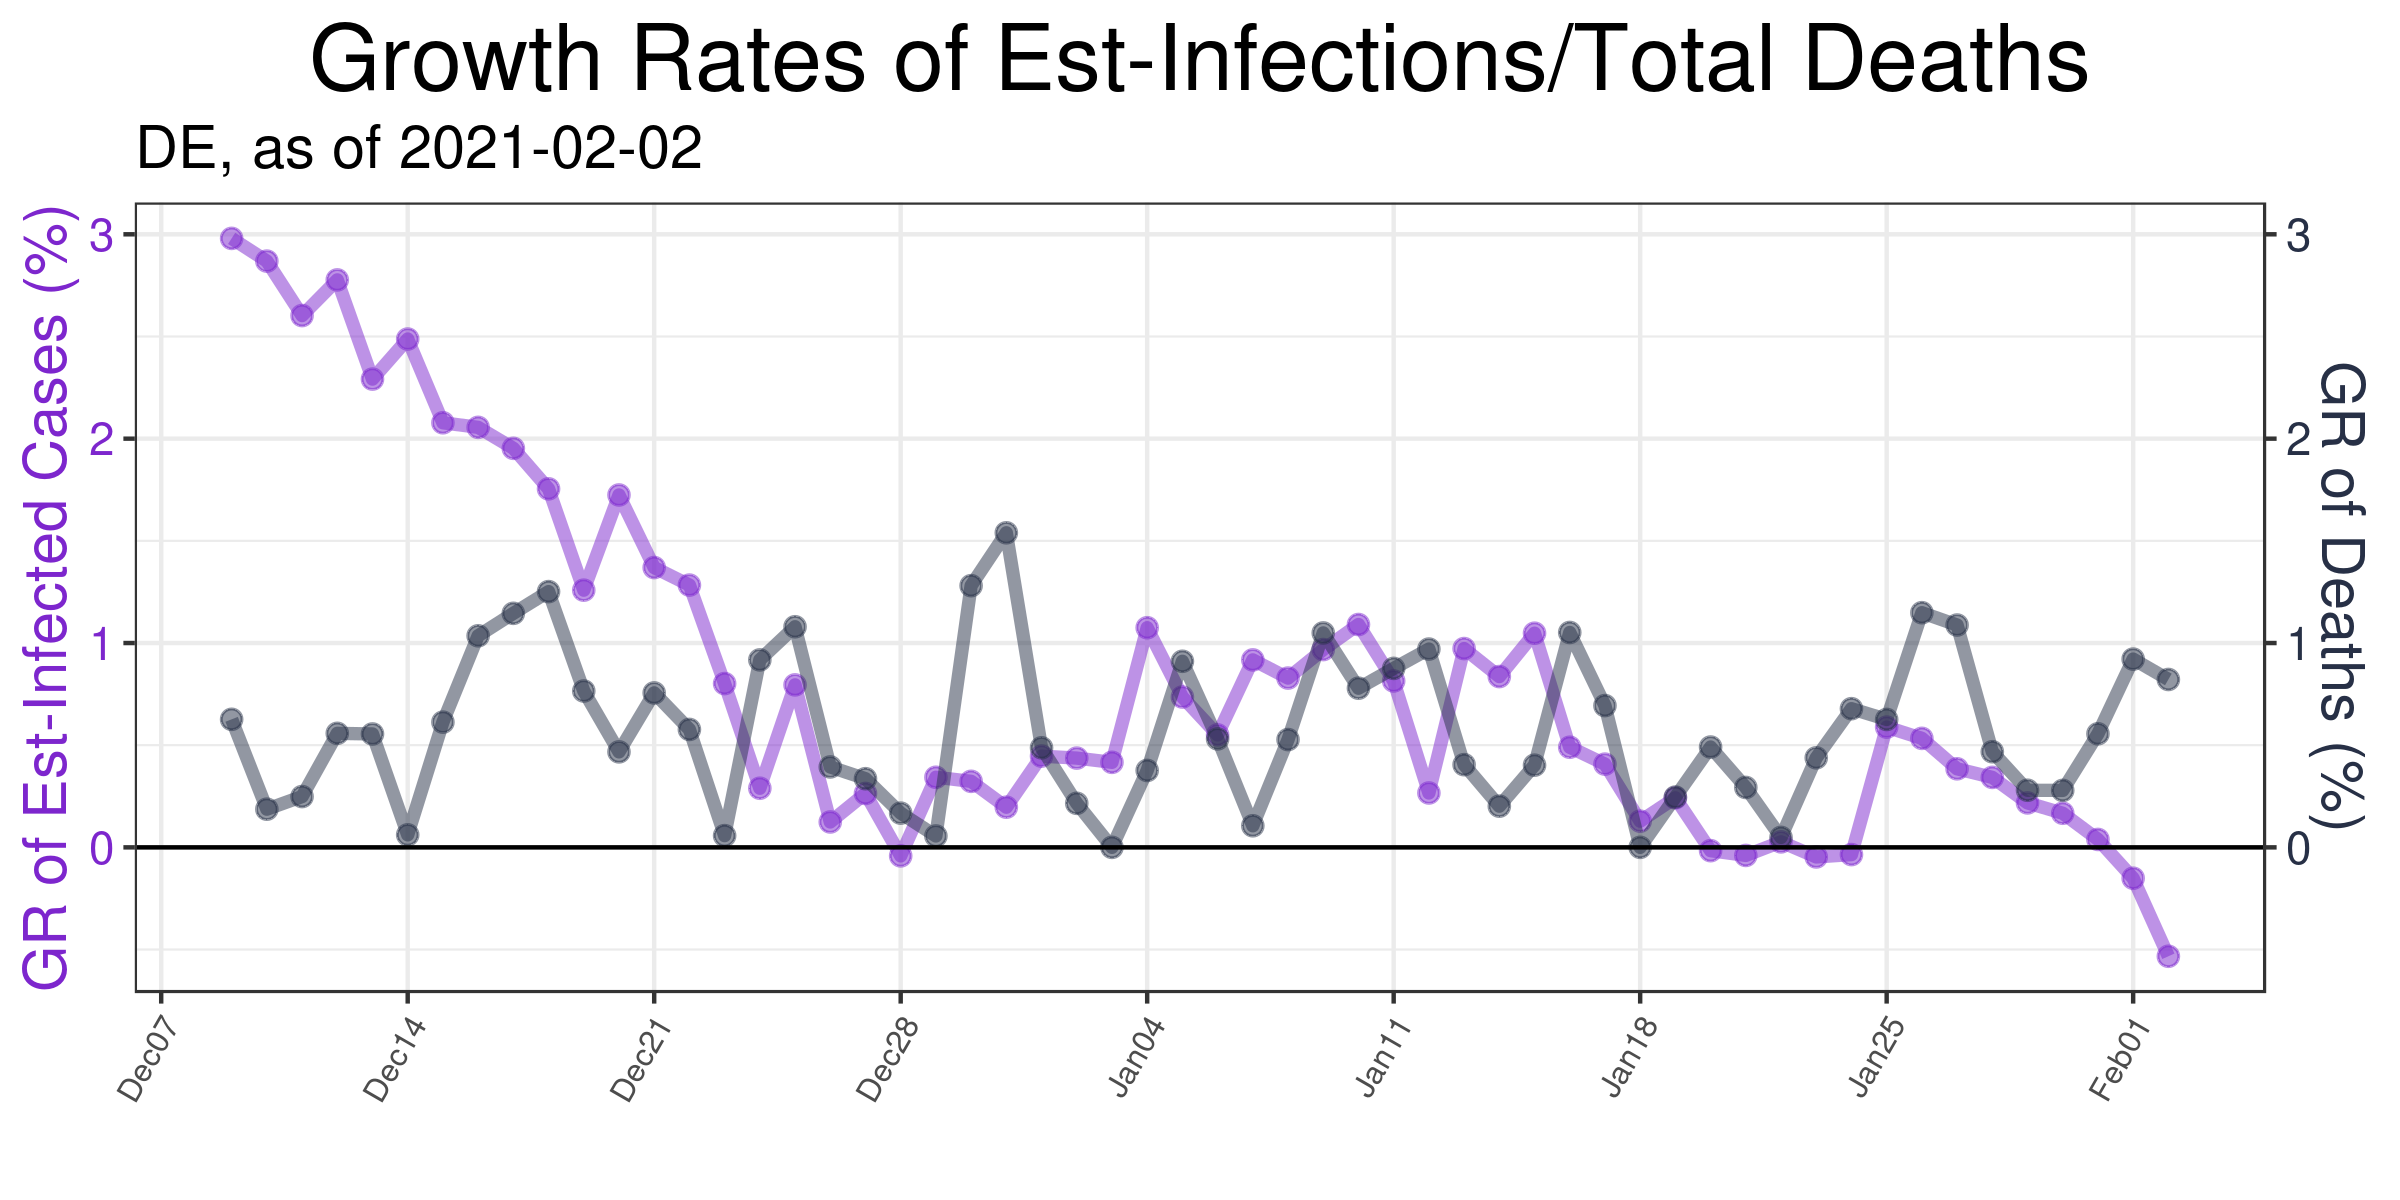 Growth Rates of Est-Infections/Total Deaths
DE, as of 2021-02-02
GR of Est-Infected Cases (%)
3
2
1
0
3
2
1
0
GR of Deaths (%)
Dec07
Dec14
Dec21
Dec28
Jan04
Jan11
Jan18
Jan25
Feb01